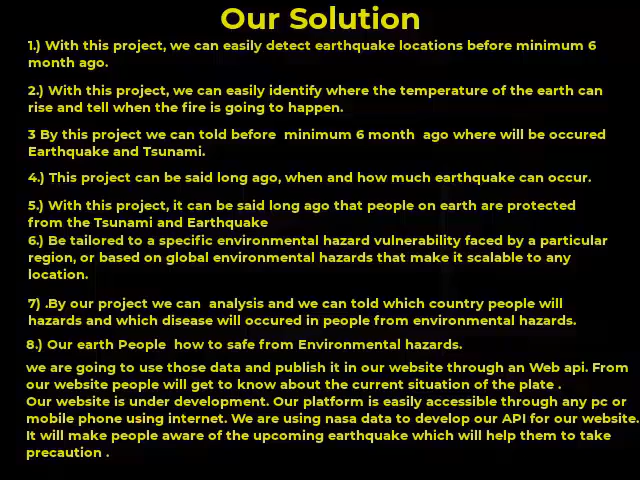 Our Solution
1.) With this project, we can easily detect earthquake locations before minimum 6
month ago.
2.) With this project, we can easily identify where the temperature of the earth can
rise and tell when the fire is going to happen.
3 By this project we can told before minimum 6 month ago where will be occured
Earthquake and Tsunami.
4.) This project can be said long ago, when and how much earthquake can occur.
5.) With this project, it can be said long ago that people on earth are protected
from the Tsunami and Earthquake
6.) Be tailored to a specific environmental hazard vulnerability faced by a particular
region, or based on global environmental hazards that make it scalable to any
location.
7) .By our project we can analysis and we can told which country people will
hazards and which disease will occured in people from environmental hazards.
8.) Our earth People how to safe from Environmental hazards.
we are going to use those data and publish it in our website through an Web api. From
our website people will get to know about the current situation of the plate .
Our website is under development. Our platform is easily accessible through any pc or
mobile phone using internet. We are using nasa data to develop our API for our website.
It will make people aware of the upcoming earthquake which will help them to take
precaution .